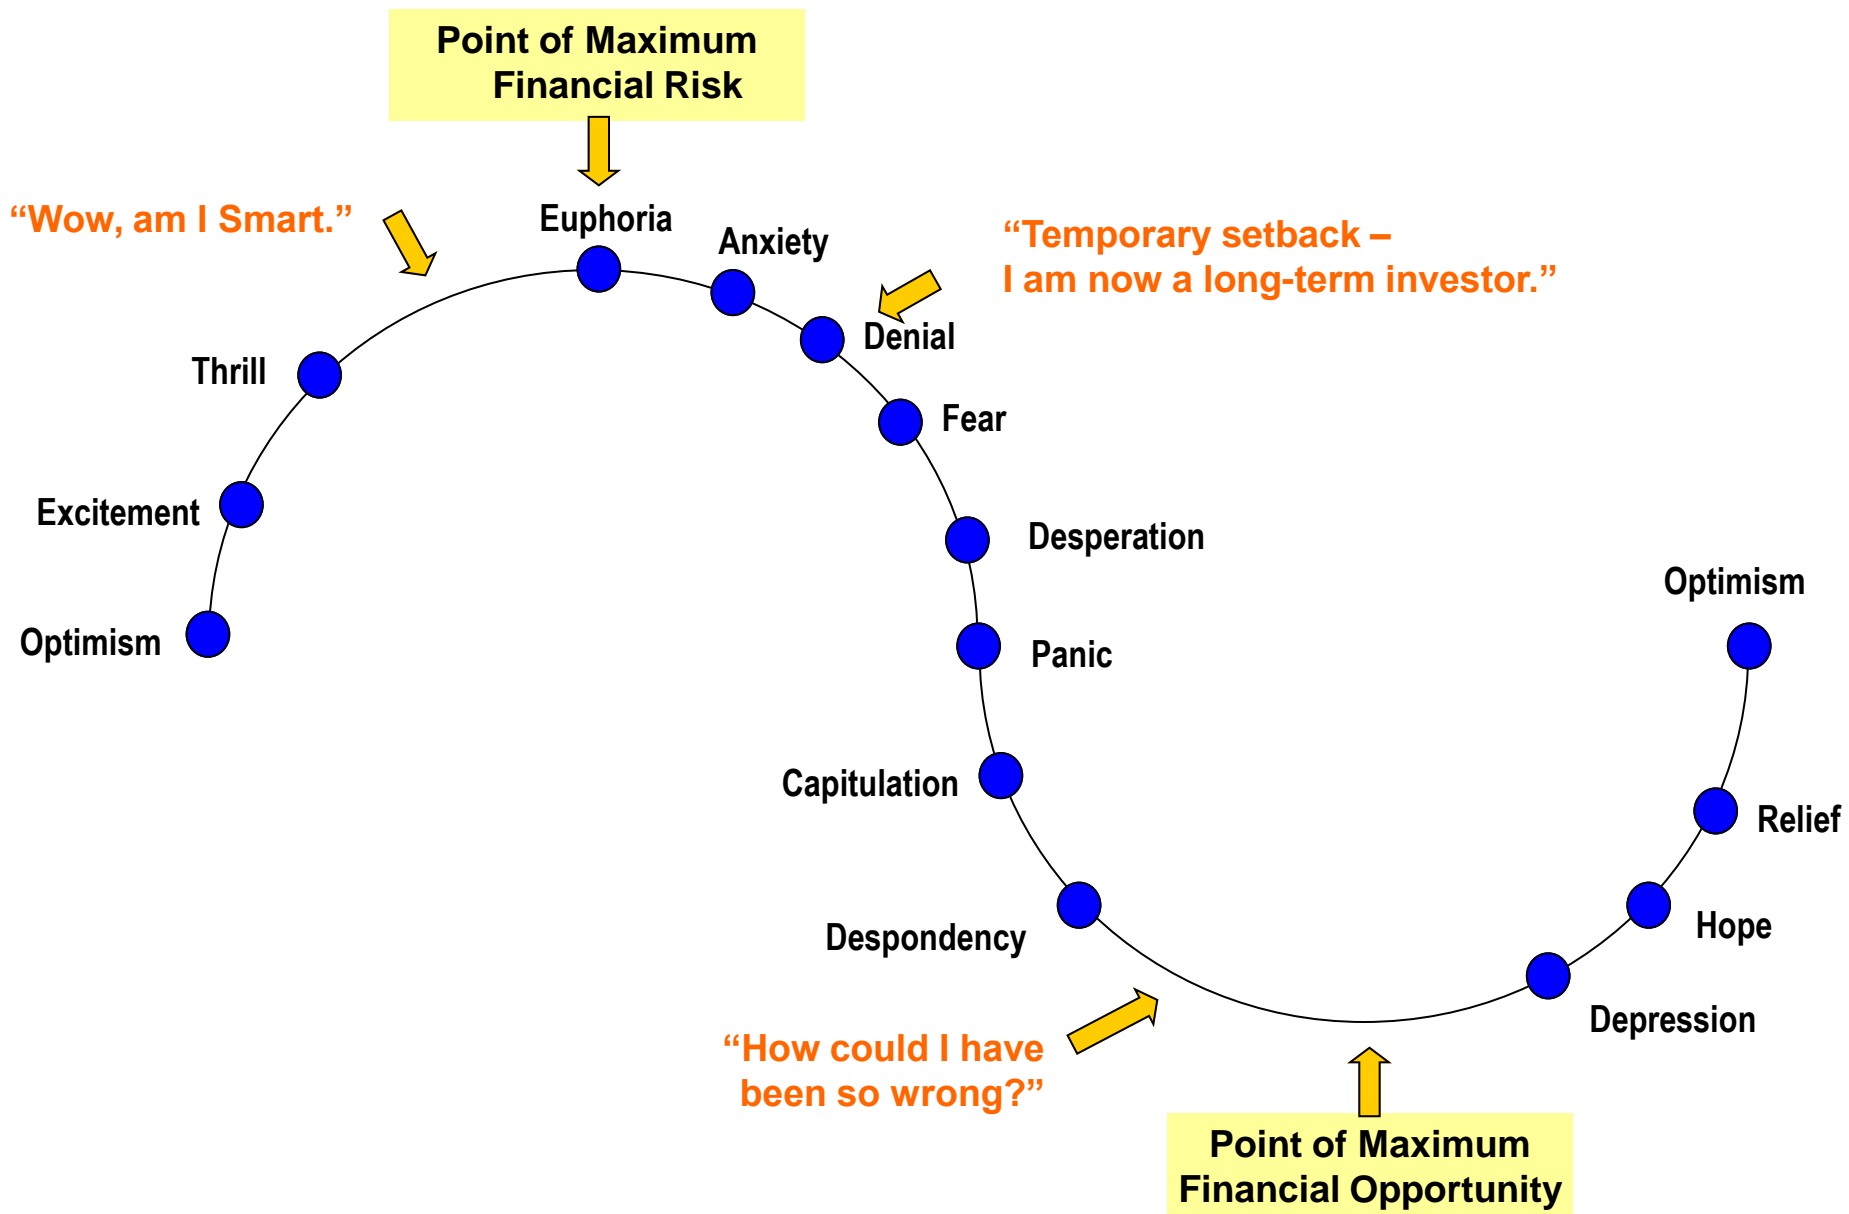 Point of Maximum
Financial Risk
“Wow, am I Smart.”
Euphoria
Anxiety
“Temporary setback –
I am now a long-term investor.”
Denial
Thrill
Fear
Excitement
Desperation
Optimism
Optimism
Panic
Capitulation
Relief
Despondency
Hope
Depression
“How could I have
been so wrong?”
Point of Maximum
Financial Opportunity